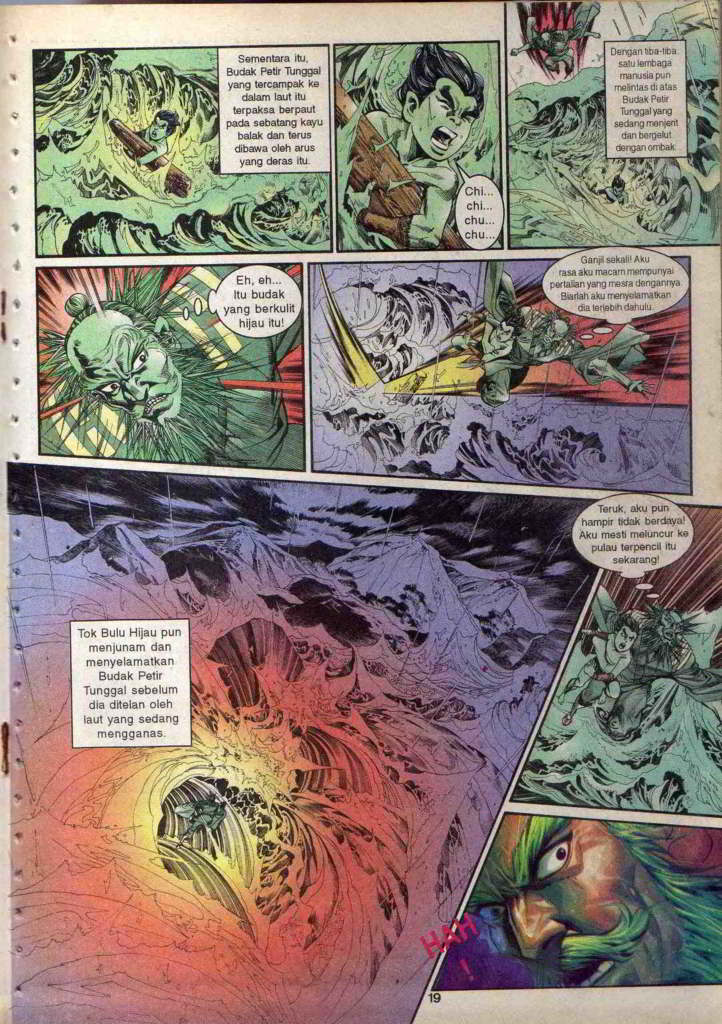 Sementara itu,
Budak Petir Tunggal
yang tercampak ke
dalam laut itu
terpaksa berpaut
pada sebatang kayu
balak dan terus
dibawa oleh arus
yang deras itu.
Chi...
chi...
chu...
chu...
Dengan tiba-tiba,
satu lembaga
manusia pun
melintas di atas
Budak Petir
Tunggal yang
sedang menjerit
dan bergelut
dengan ombak.
Eh, eh...
Itu budak
yang berkulit
hijau itu!
Ganjil sekali! Aku
rasa aku macam mempunyai
pertalian yang mesra dengannya.
Biarlah aku menyelamatkan
dia terlebih dahulu.
Tok Bulu Hijau pun
menjunam dan
menyelamatkan
Budak Petir
Tunggal sebelum
dia ditelan oleh
laut yang sedang
mengganas.
Teruk, aku pun
hampir tidak berdaya!
Aku mesti meluncur ke
pulau terpencil itu
sekarang!
HAH
!
19